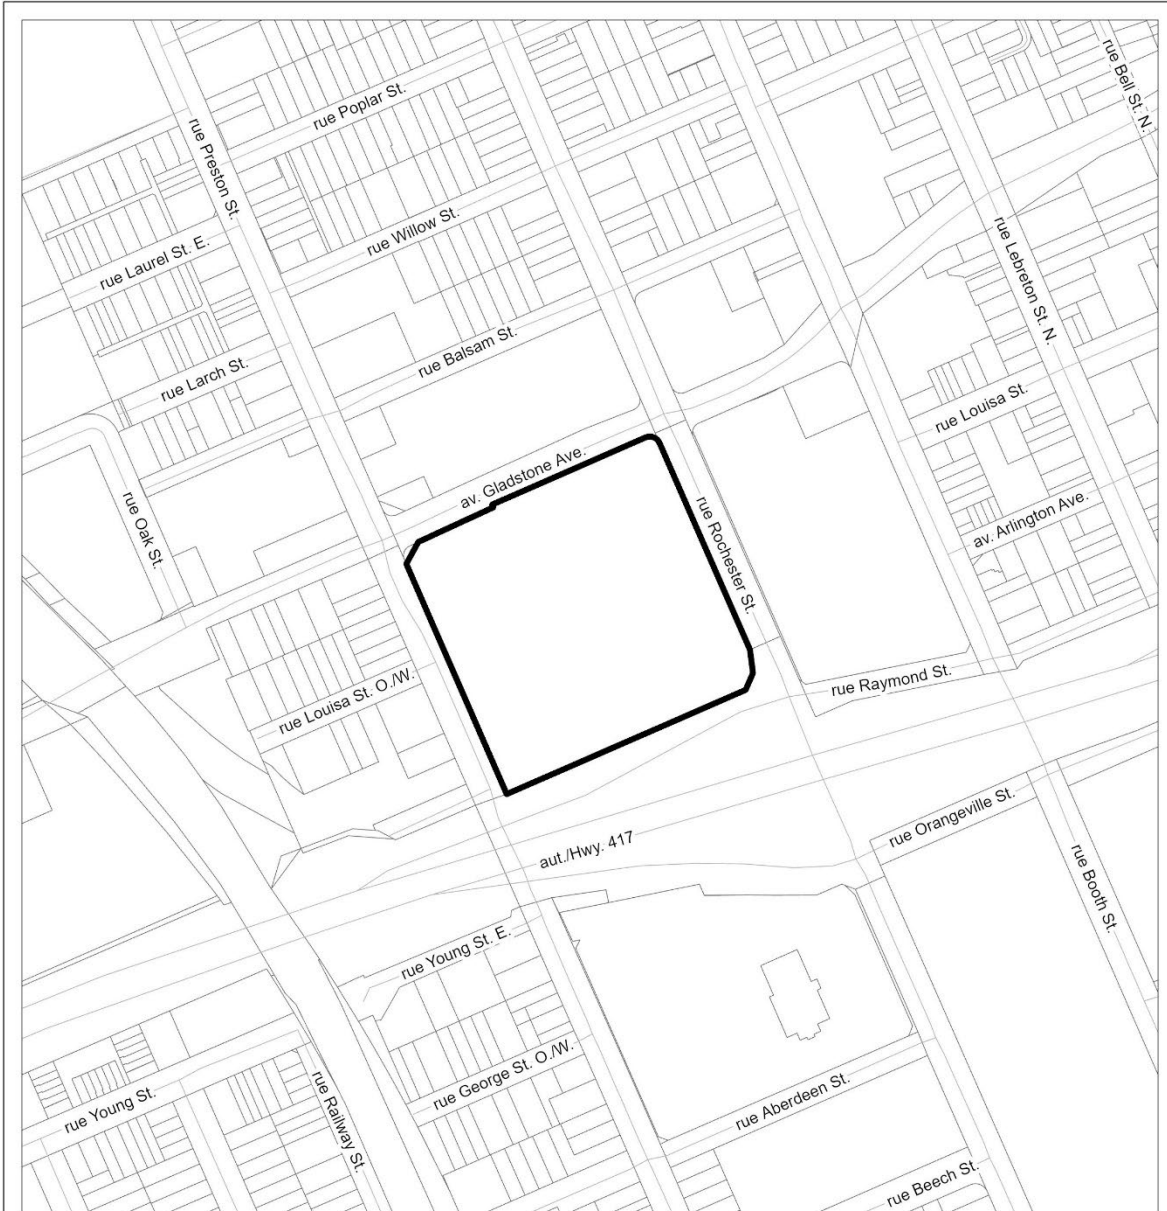 rue Bell St. N.
rue Poplar St.
rue Preston St.
rue Willow St.
rue Laurel St. E.
rue Lebreton St. N.
rue Balsam St.
rue Larch St.
rue Louisa St.
av. Gladstone Ave.
rue Oak St.
rue Rochester St.
av. Arlington Ave.
rue Louisa St. O./W.
rue Raymond St.
rue Orangeville St.
aut./Hwy. 417
rue Booth St.
rue Young St. E.
rue George St. O./W.
rue Young St.
rue Railway St.
rue Aberdeen St.
rue Beech St.